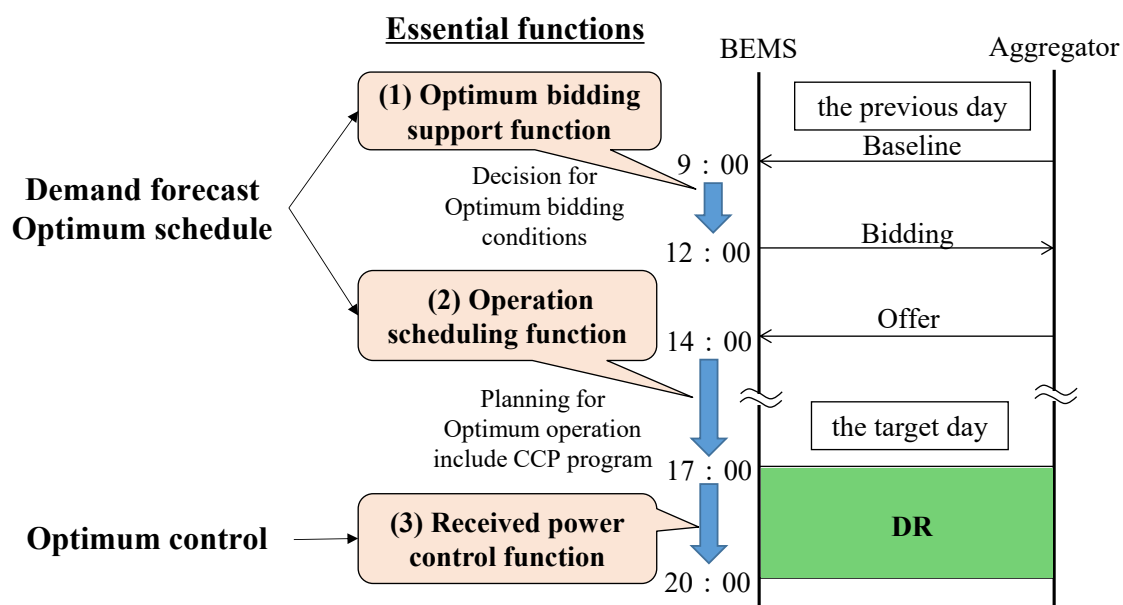 Essential functions
BEMS
Aggregator
(1) Optimum bidding
support function
the previous day
Baseline
9 : 00
Decision for
Optimum bidding
conditions
Demand forecast
Optimum schedule
Bidding
12 : 00
(2) Operation
scheduling function
Offer
14 : 00
Planning for
Optimum operation
include CCP program
the target day
17 : 00
Optimum control
(3) Received power
control function
DR
20 : 00